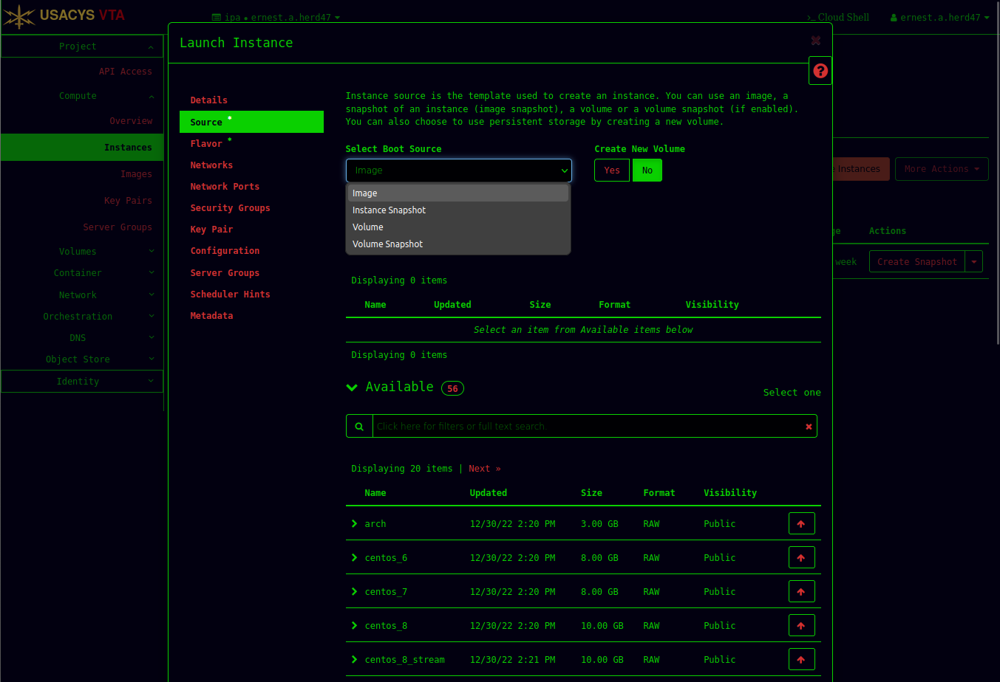 USACYS VTA
ipa • ernest.a.herd47
>_ Cloud Shell
ernest.a.herd47
Project
API Access
Compute
Overview
Instances
Images
Key Pairs
Server Groups
Volumes
Container
Network
Orchestration
DNS
Object Store
Identity
Launch Instance
Details
Source *
Flavor *
Networks
Network Ports
Security Groups
Key Pair
Configuration
Server Groups
Scheduler Hints
Metadata
Instance source is the template used to create an instance. You can use an image, a
snapshot of an instance (image snapshot), a volume or a volume snapshot (if enabled).
You can also choose to use persistent storage by creating a new volume.
Select Boot Source
Create New Volume
Image
Yes No
Image
Instance Snapshot
Volume
Volume Snapshot
Displaying 0 items
Name Updated Size Format Visibility
Select an item from Available items below
Displaying 0 items
Available 56
Select one
Click here for filters or full text search.
Displaying 20 items | Next »
Name Updated Size Format Visibility
arch 12/30/22 2:20 PM 3.00 GB RAW Public
centos_6 12/30/22 2:20 PM 8.00 GB RAW Public
centos_7 12/30/22 2:20 PM 8.00 GB RAW Public
centos_8 12/30/22 2:20 PM 10.00 GB RAW Public
centos_8_stream 12/30/22 2:21 PM 10.00 GB RAW Public
Instances
More Actions
Actions
week
Create Snapshot